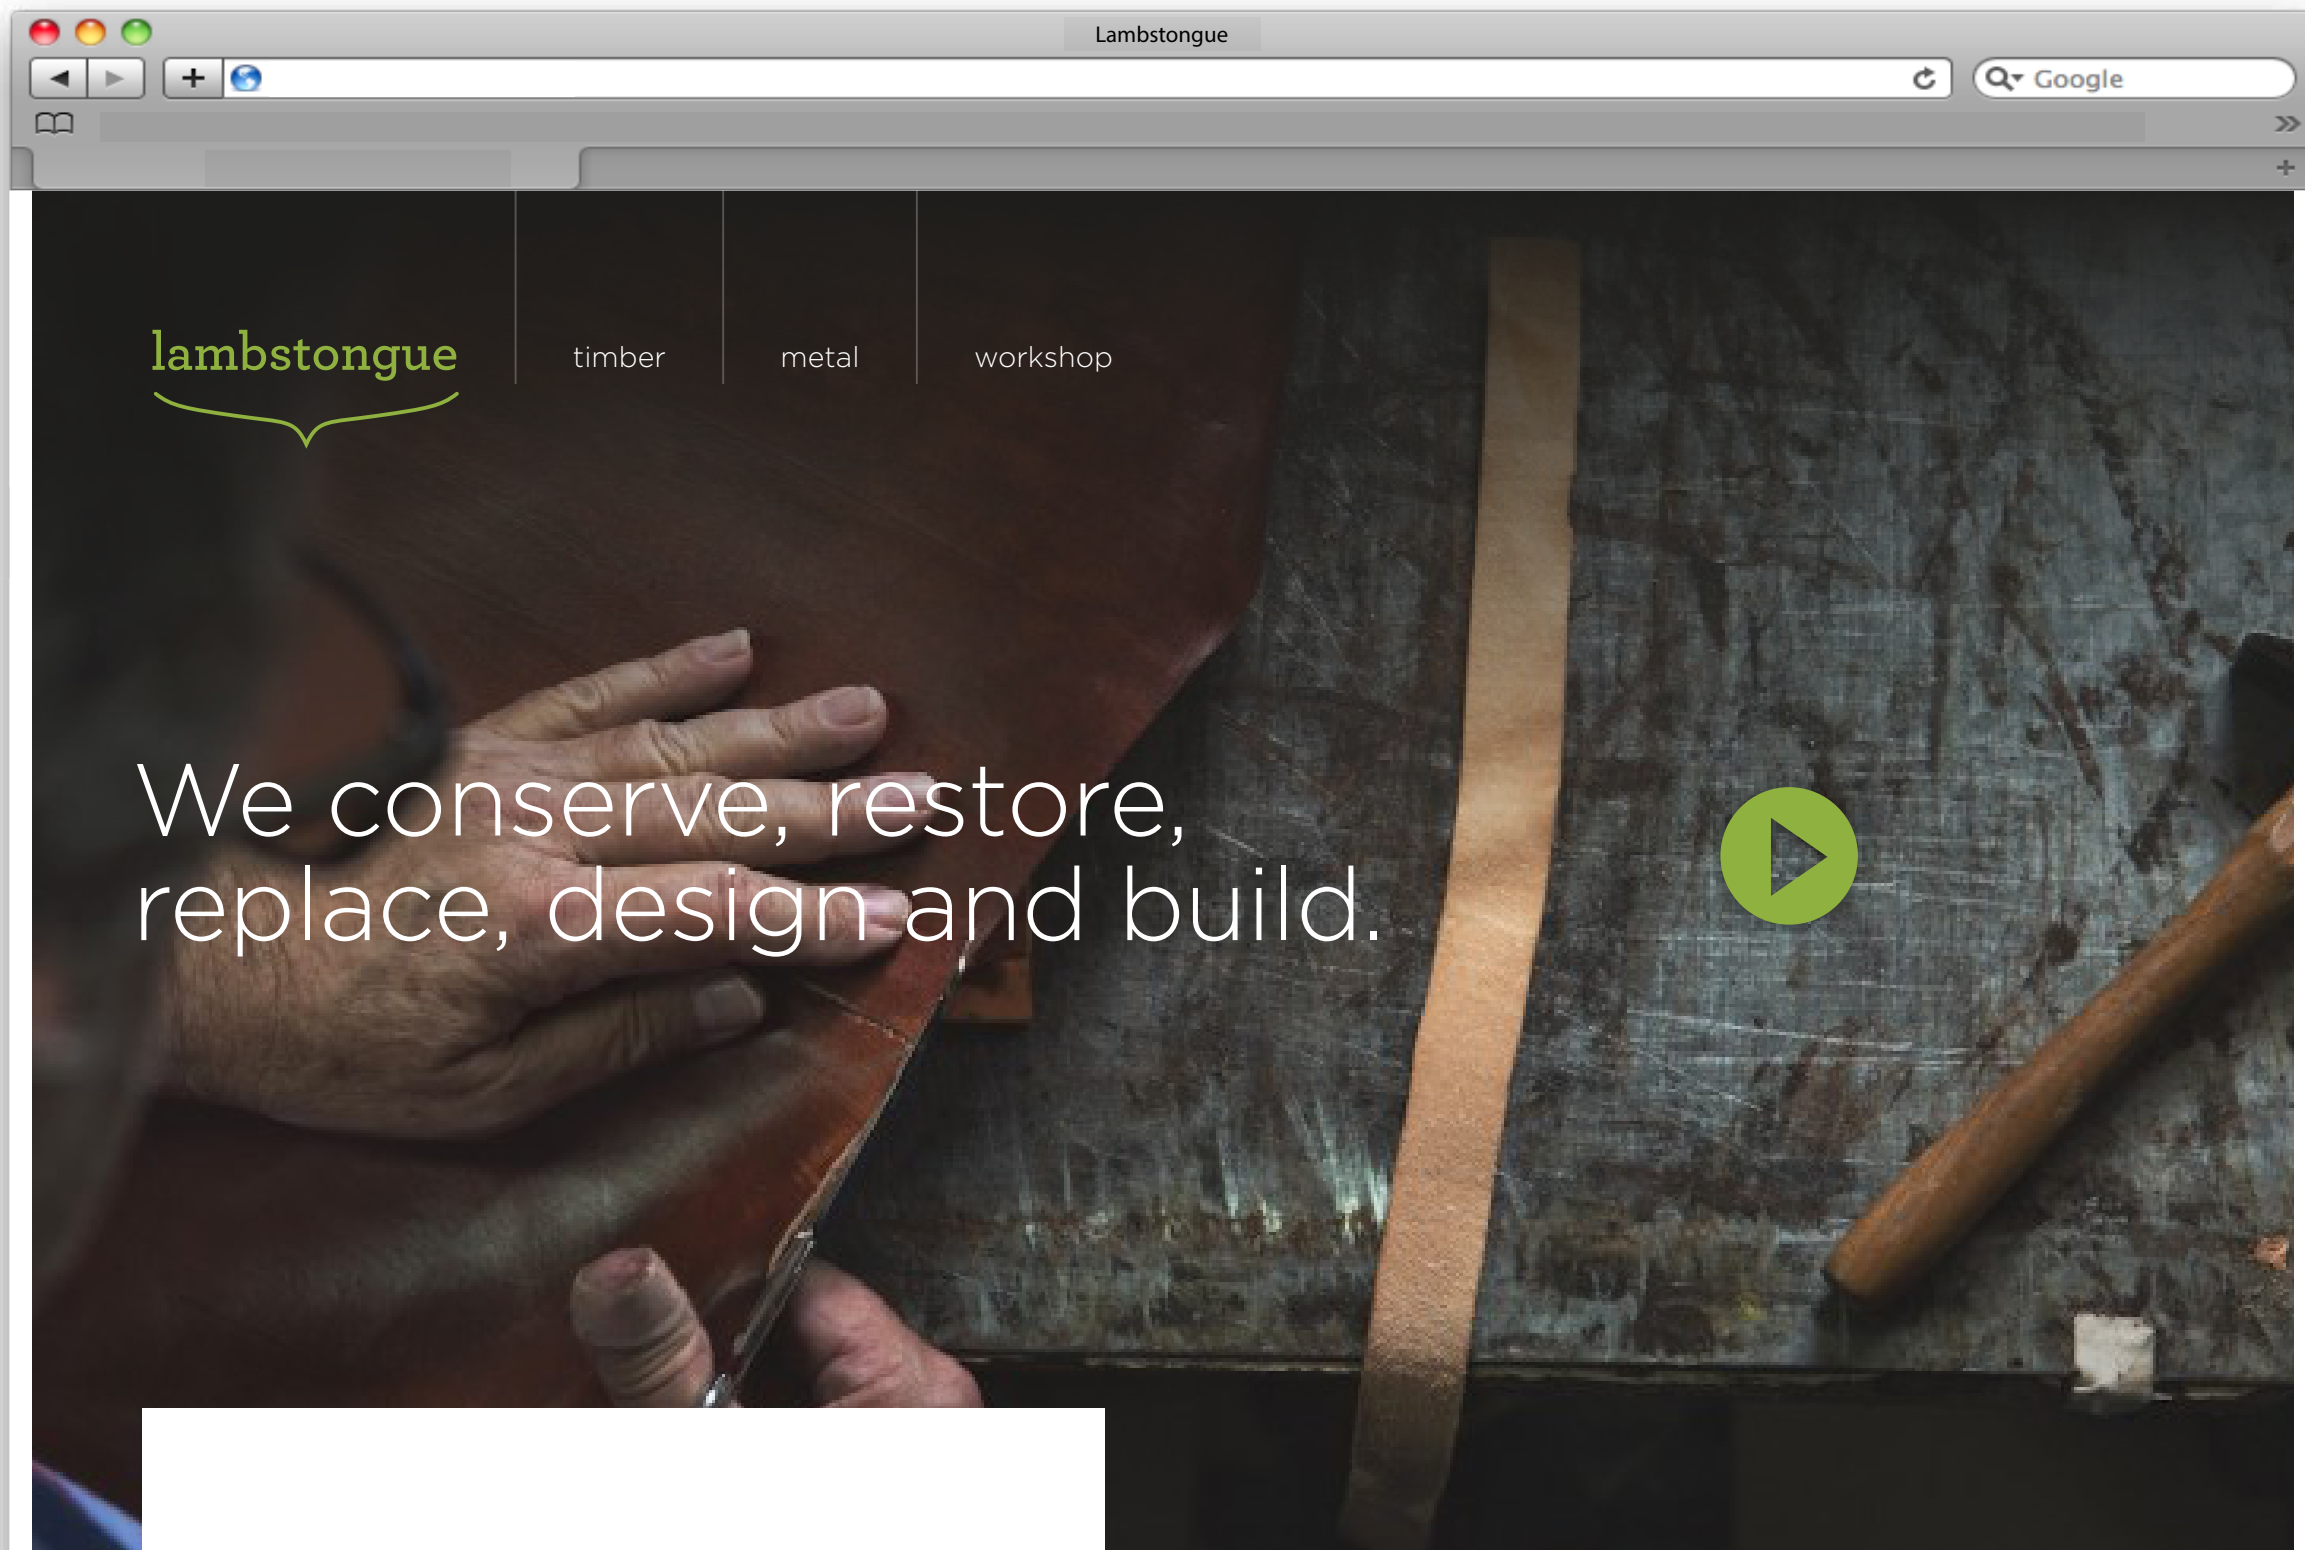 Lambstongue
Google
lambstongue
timber
metal
workshop
We conserve, restore,
replace, design and build.